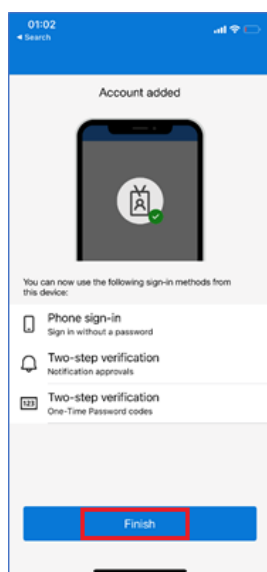 01:02
◄ Search
Account added
You can now use the following sign-in methods from
this device:
Phone sign-in
Sign in without a password
Two-step verification
Notification approvals
123
Two-step verification
One-Time Password codes
Finish